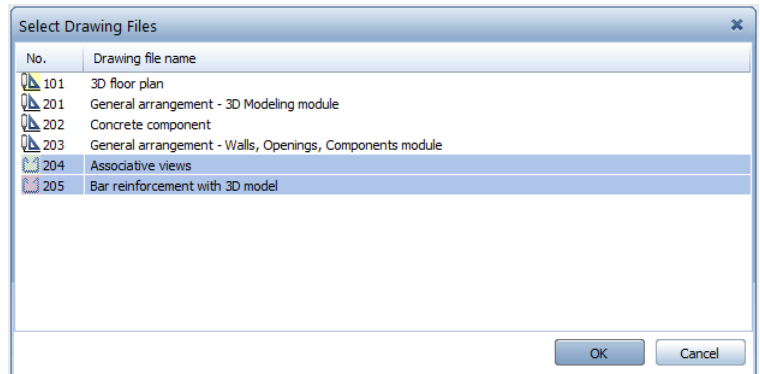 Select Drawing Files
No. Drawing file name
101 3D floor plan
201 General arrangement - 3D Modeling module
202 Concrete component
203 General arrangement - Walls, Openings, Components module
204 Associative views
205 Bar reinforcement with 3D model
OK Cancel